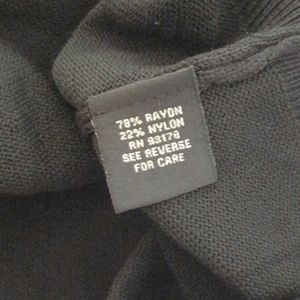 78% RAYON
22% NYLON
RN 93178
SEE REVERSE
FOR CARE